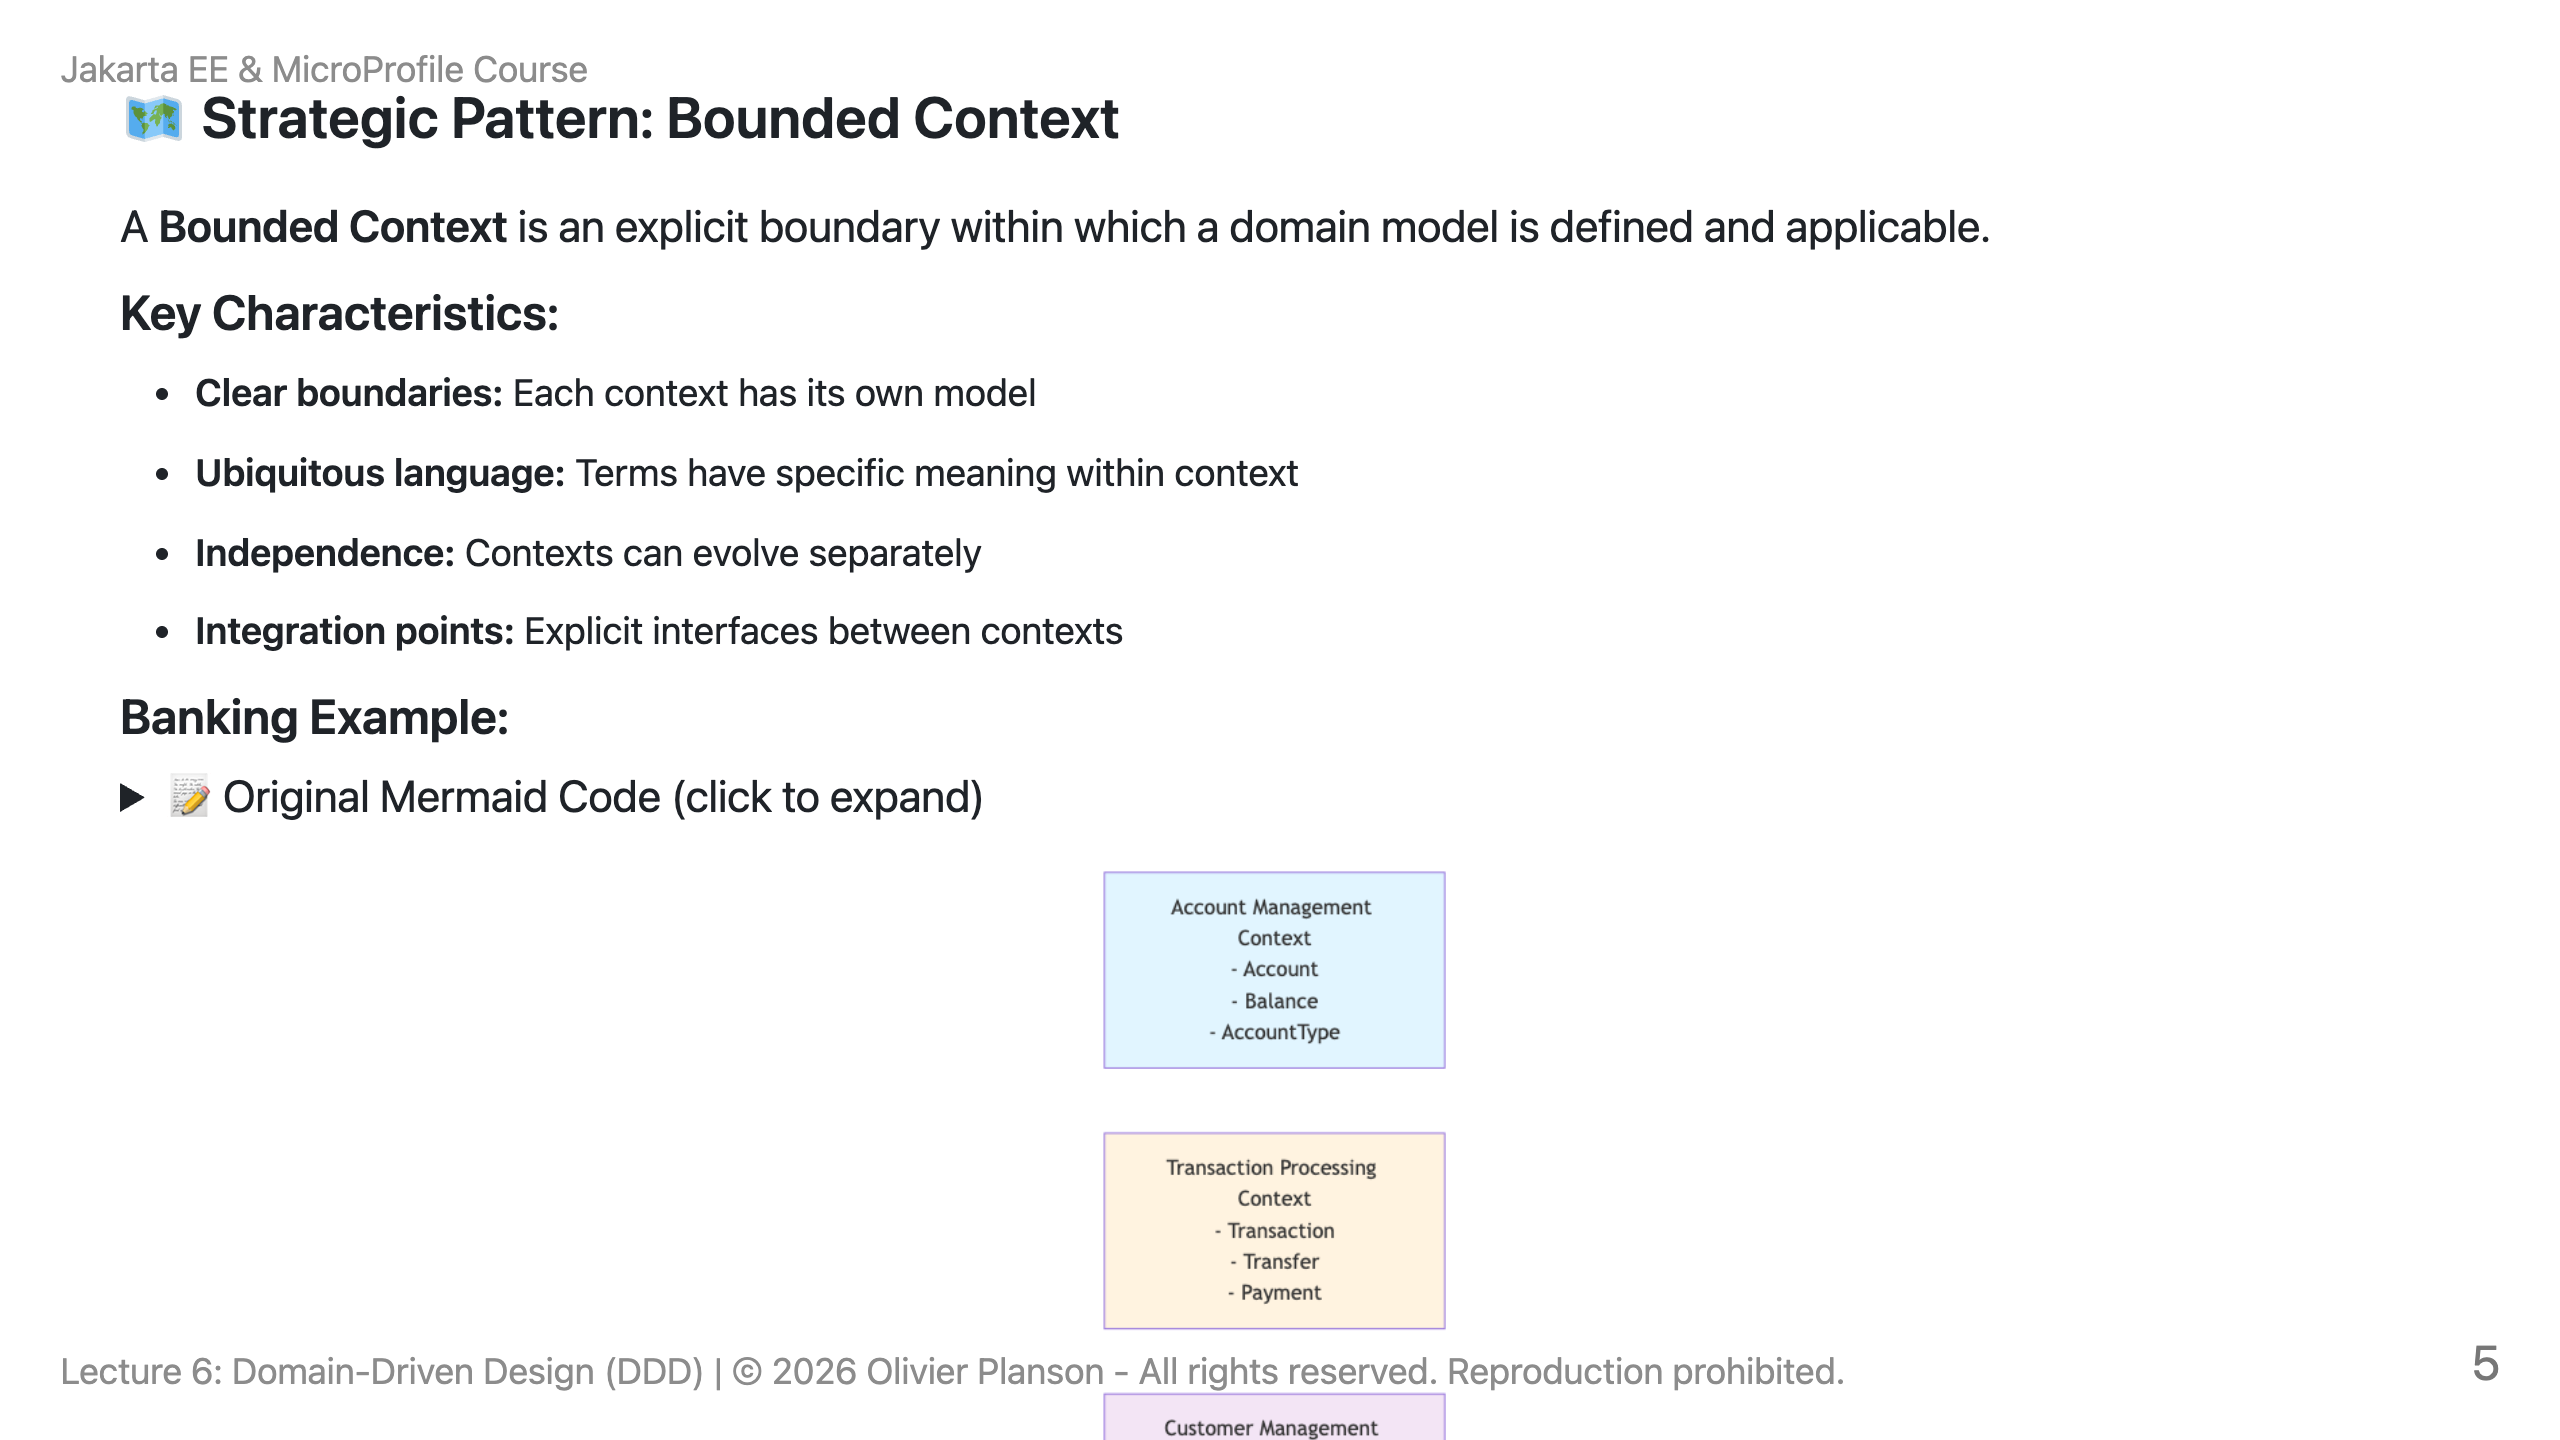 Jakarta EE & MicroProfile Course
🗺️ Strategic Pattern: Bounded Context
A Bounded Context is an explicit boundary within which a domain model is defined and applicable.
Key Characteristics:
• Clear boundaries: Each context has its own model
• Ubiquitous language: Terms have specific meaning within context
• Independence: Contexts can evolve separately
• Integration points: Explicit interfaces between contexts
Banking Example:
▶ 📝 Original Mermaid Code (click to expand)
Account Management
Context
- Account
- Balance
- AccountType
Transaction Processing
Context
- Transaction
- Transfer
- Payment
Lecture 6: Domain-Driven Design (DDD) | © 2026 Olivier Planson - All rights reserved. Reproduction prohibited.
5
Customer Management